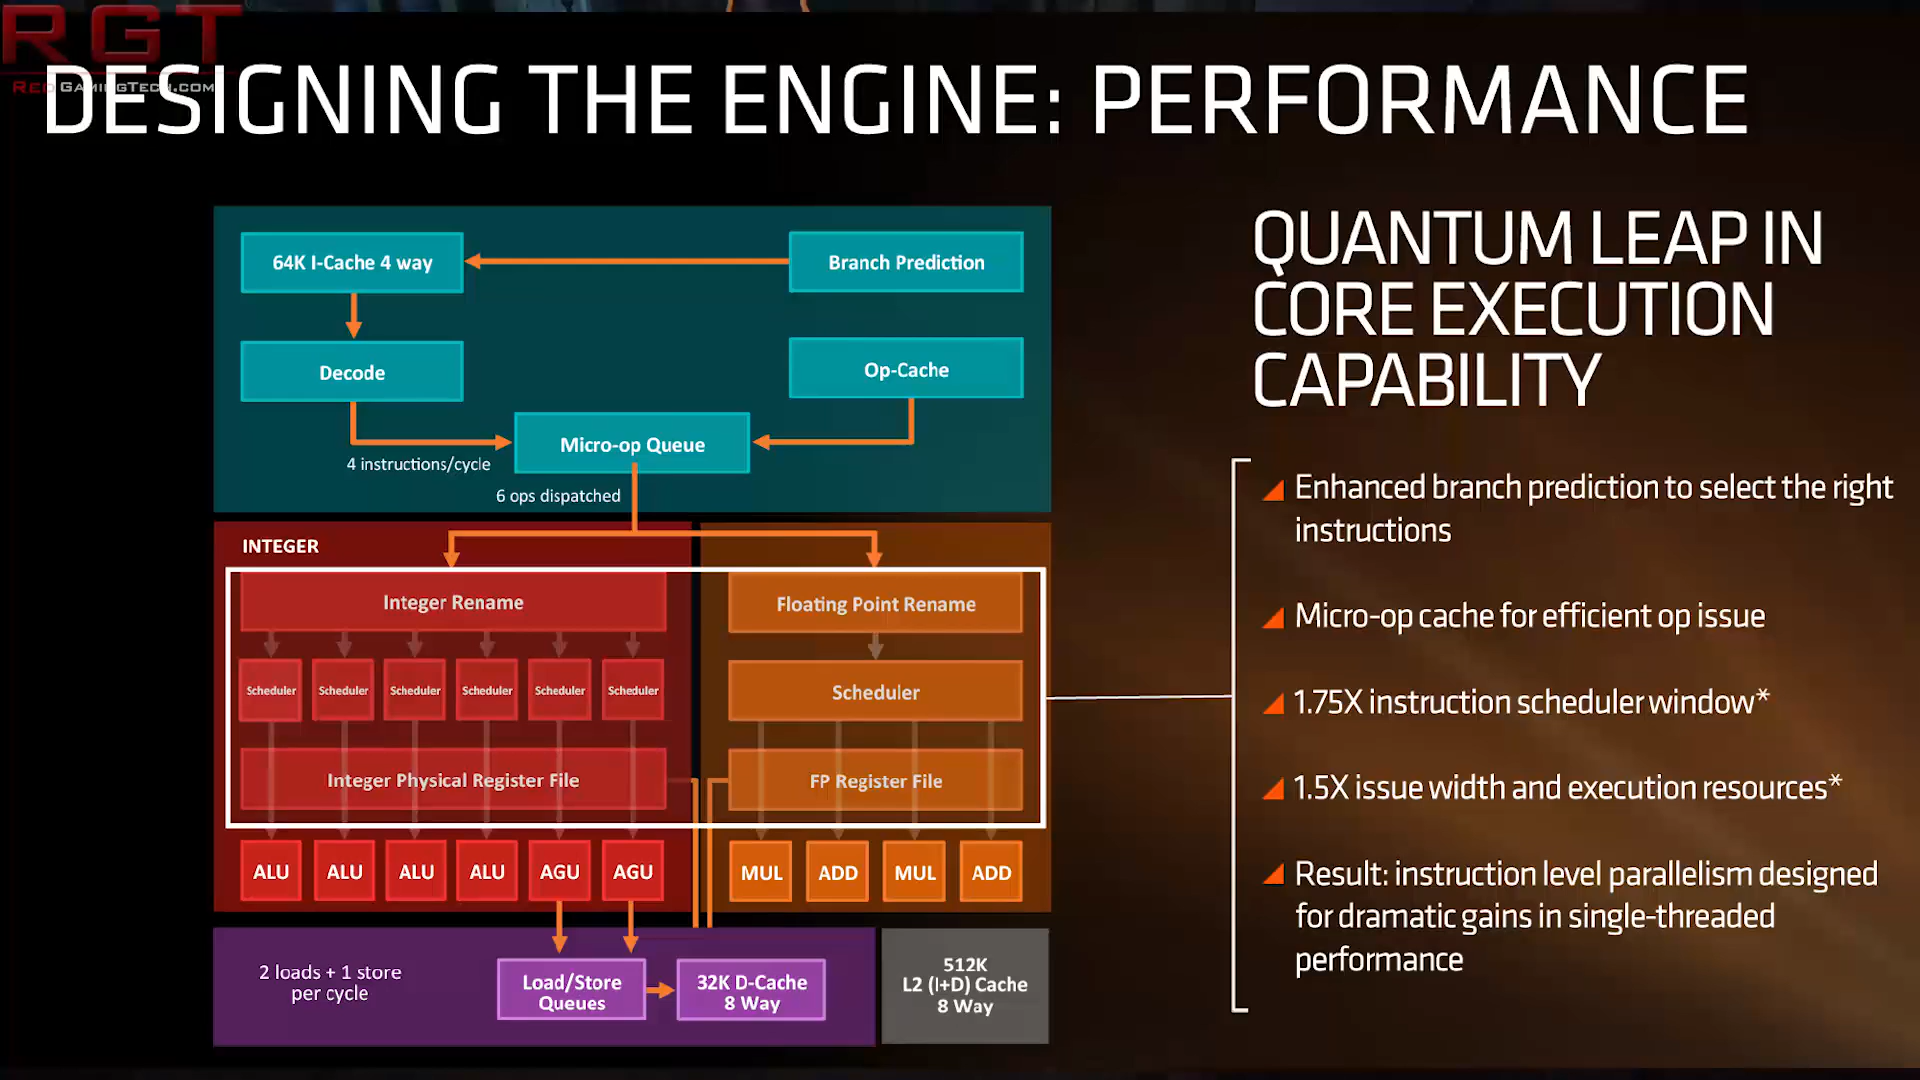 RGT
RedGamingTech.com
DESIGNING THE ENGINE: PERFORMANCE
64K I-Cache 4 way
Branch Prediction
Decode
Op-Cache
Micro-op Queue
4 instructions/cycle
6 ops dispatched
INTEGER
Integer Rename
Floating Point Rename
Scheduler
Scheduler
Scheduler
Scheduler
Scheduler
Scheduler
Scheduler
Integer Physical Register File
FP Register File
ALU
ALU
ALU
ALU
AGU
AGU
MUL
ADD
MUL
ADD
2 loads + 1 store
per cycle
Load/Store
Queues
32K D-Cache
8 Way
512K
L2 (I+D) Cache
8 Way
QUANTUM LEAP IN
CORE EXECUTION
CAPABILITY
Enhanced branch prediction to select the right
instructions
Micro-op cache for efficient op issue
1.75X instruction scheduler window*
1.5X issue width and execution resources*
Result: instruction level parallelism designed
for dramatic gains in single-threaded
performance